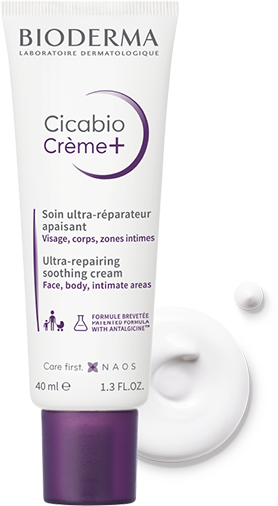 BIODERMA
LABORATOIRE DERMATOLOGIQUE
Cicabio
Crème+
Soin ultra-réparateur
apaisant
Visage, corps, zones intimes
Ultra-repairing
soothing cream
Face, body, intimate areas
FORMULE BREVETÉE
PATENTED FORMULA
WITH ANTALGICINE™
Care first. NAOS
40 ml e 1.3 FL.OZ.